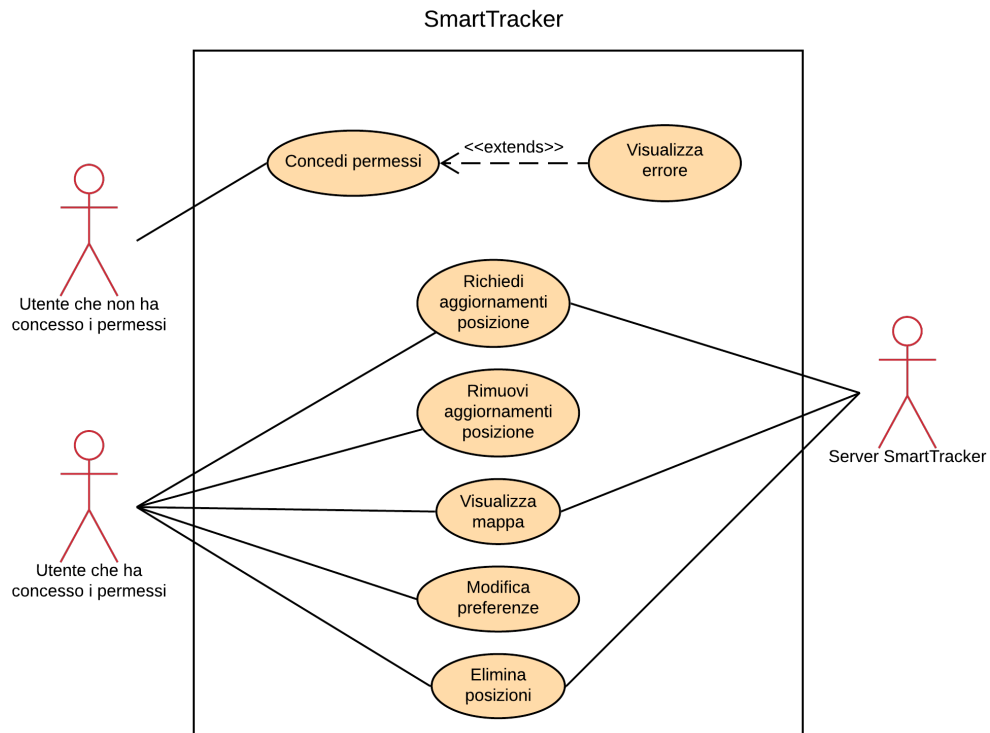 SmartTracker
Concedi permessi
<<extends>>
Visualizza
errore
Utente che non ha
concesso i permessi
Richiedi
aggiornamenti
posizione
Rimuovi
aggiornamenti
posizione
Visualizza
mappa
Modifica
preferenze
Elimina
posizioni
Utente che ha
concesso i permessi
Server SmartTracker